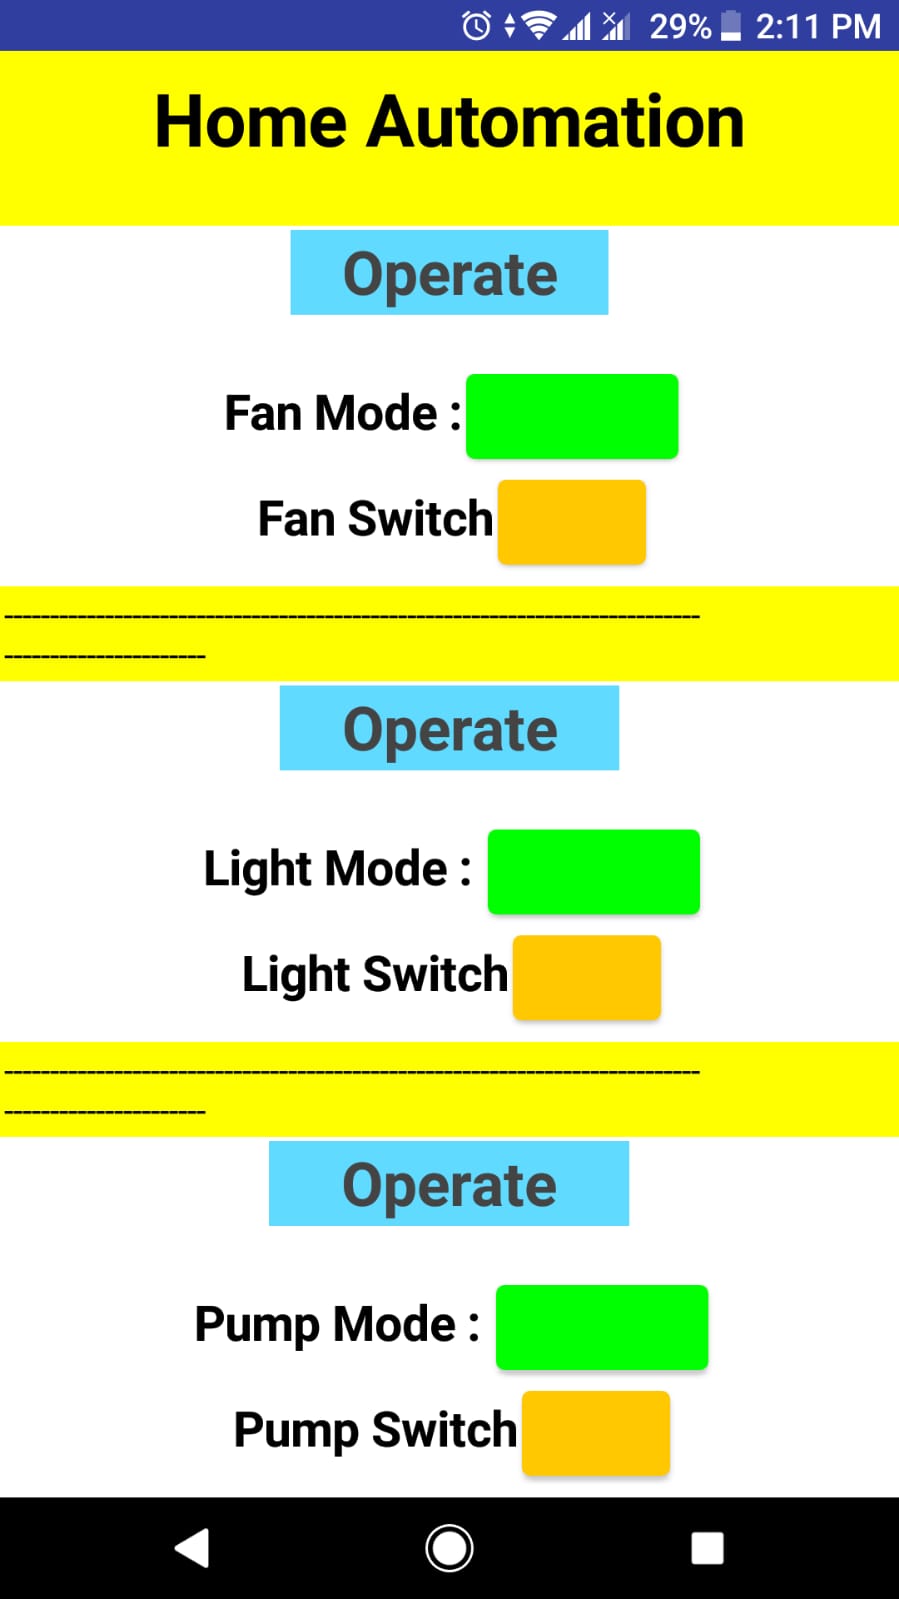 29% 2:11 PM
Home Automation
Operate
Fan Mode :
Fan Switch
----------------------------------------------------------------------------
----------------------
Operate
Light Mode :
Light Switch
----------------------------------------------------------------------------
----------------------
Operate
Pump Mode :
Pump Switch